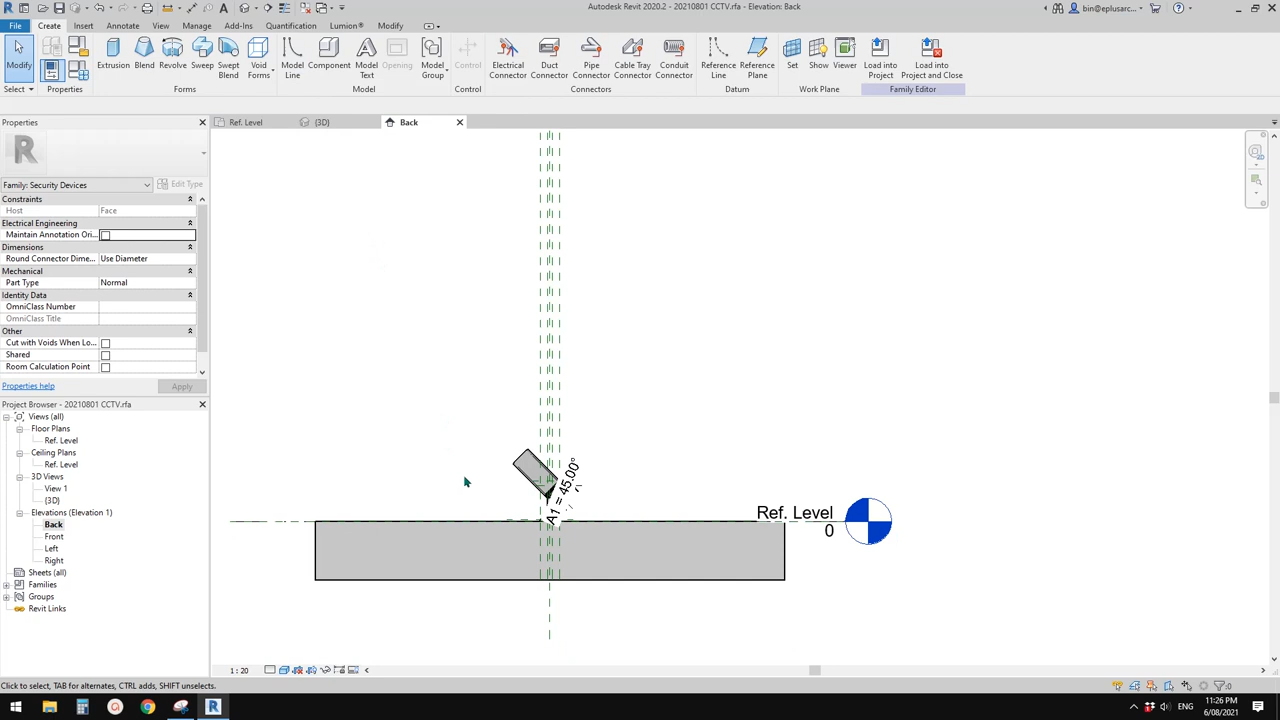 Autodesk Revit 2020.2 - 20210801 CCTV.rfa - Elevation: Back
bin@eplusarc...
File Create Insert Annotate View Manage Add-Ins Quantification Lumion® Modify
Modify Extrusion Blend Revolve Sweep Swept Blend Void Forms Model Line Component Model Text Opening Model Group Control Electrical Connector Duct Connector Pipe Connector Cable Tray Connector Conduit Connector Reference Line Reference Plane Set Show Viewer Load into Project Load into Project and Close
Select Properties Forms Model Control Connectors Datum Work Plane Family Editor
Properties
Ref. Level {3D} Back
R
Family: Security Devices Edit Type
Constraints
Host Face
Electrical Engineering
Maintain Annotation Ori...
Dimensions
Round Connector Dime... Use Diameter
Mechanical
Part Type Normal
Identity Data
OmniClass Number
OmniClass Title
Other
Cut with Voids When Lo...
Shared
Room Calculation Point
Properties help Apply
Project Browser - 20210801 CCTV.rfa
Views (all)
Floor Plans
Ref. Level
Ceiling Plans
Ref. Level
3D Views
View 1
{3D}
Elevations (Elevation 1)
Back
Front
Left
Right
Sheets (all)
Families
Groups
Revit Links
A1 = 45.00°
Ref. Level
0
1 : 20
Click to select, TAB for alternates, CTRL adds, SHIFT unselects.
:0
ENG
11:26 PM
6/08/2021